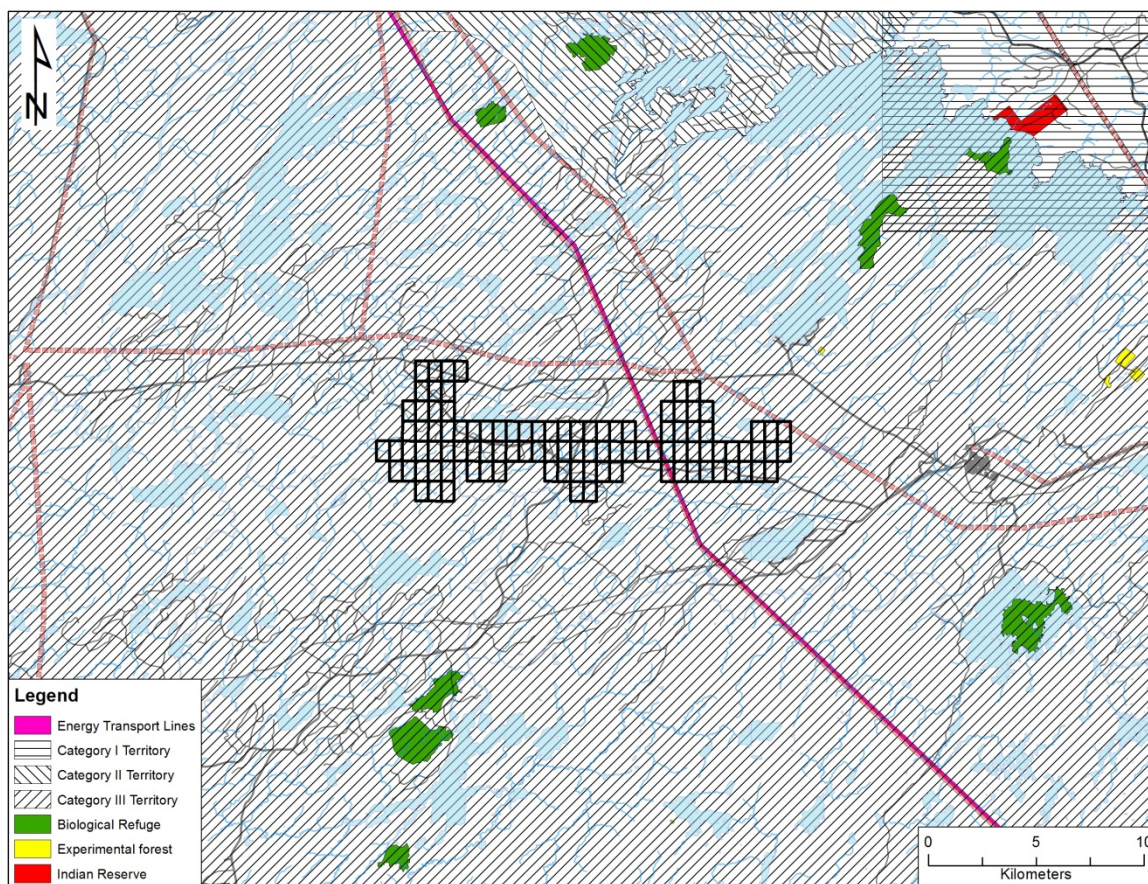 N
Legend
Energy Transport Lines
Category I Territory
Category II Territory
Category III Territory
Biological Refuge
Experimental forest
Indian Reserve
0 5 10
Kilometers